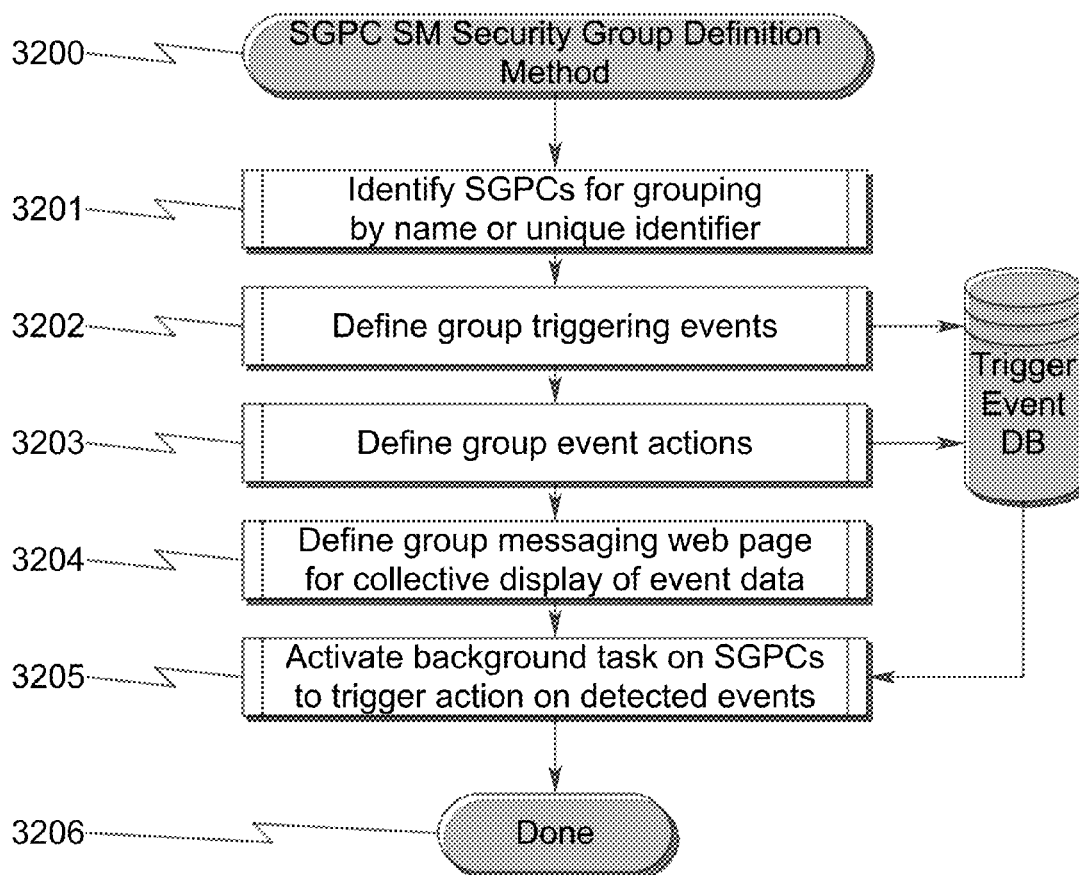 3200
SGPC SM Security Group Definition
Method
3201
Identify SGPCs for grouping
by name or unique identifier
3202
Define group triggering events
Trigger
Event
DB
3203
Define group event actions
3204
Define group messaging web page
for collective display of event data
3205
Activate background task on SGPCs
to trigger action on detected events
3206
Done